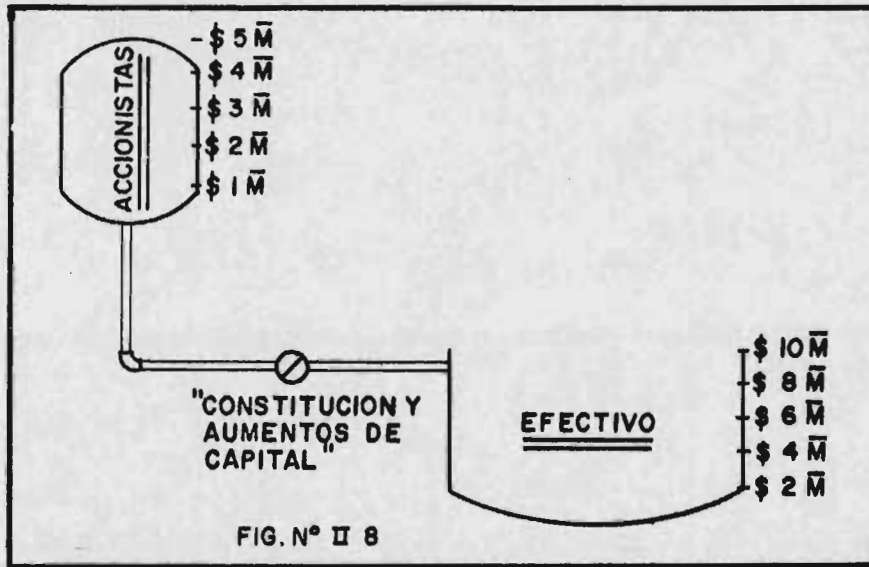 ACCIONISTAS
$ 5 M̅
$ 4 M̅
$ 3 M̅
$ 2 M̅
$ 1 M̅
"CONSTITUCION Y
AUMENTOS DE
CAPITAL"
EFECTIVO
$ 10 M̅
$ 8 M̅
$ 6 M̅
$ 4 M̅
$ 2 M̅
FIG. Nº II 8